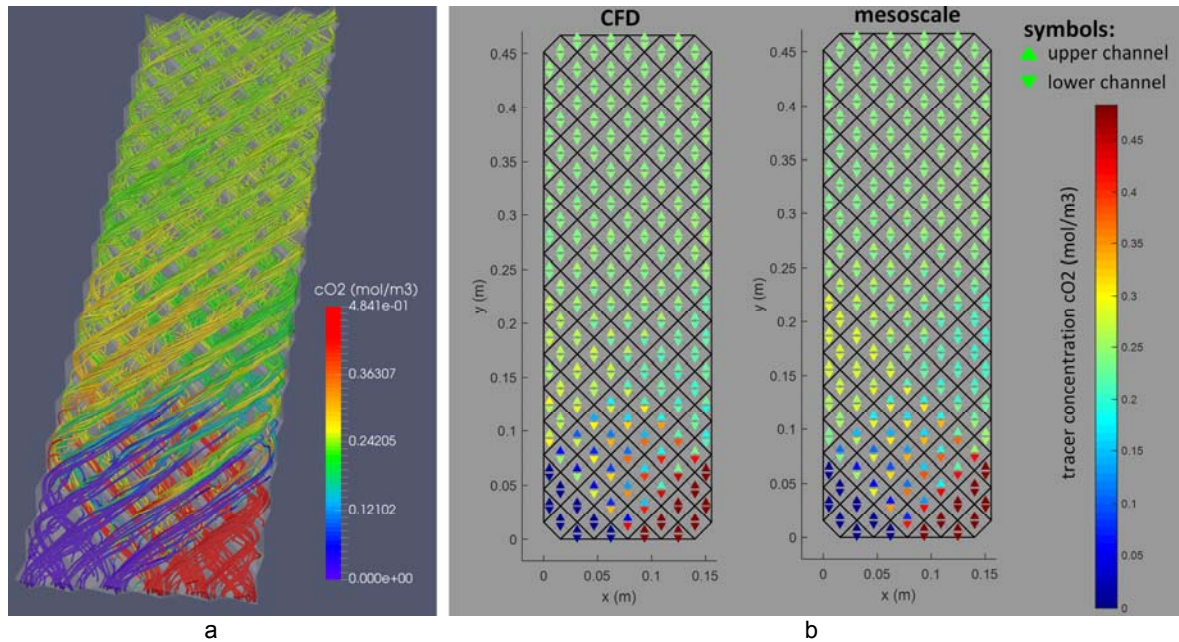 cO2 (mol/m3)
4.841e-01
0.36307
0.24205
0.12102
0.000e+00
a
CFD
0.45
0.4
0.35
0.3
0.25
0.2
0.15
0.1
0.05
0
y (m)
0 0.05 0.1 0.15
x (m)
mesoscale
0.45
0.4
0.35
0.3
0.25
0.2
0.15
0.1
0.05
0
y (m)
0 0.05 0.1 0.15
x (m)
symbols:
upper channel
lower channel
tracer concentration cO2 (mol/m3)
0.45
0.4
0.35
0.3
0.25
0.2
0.15
0.1
0.05
0
b